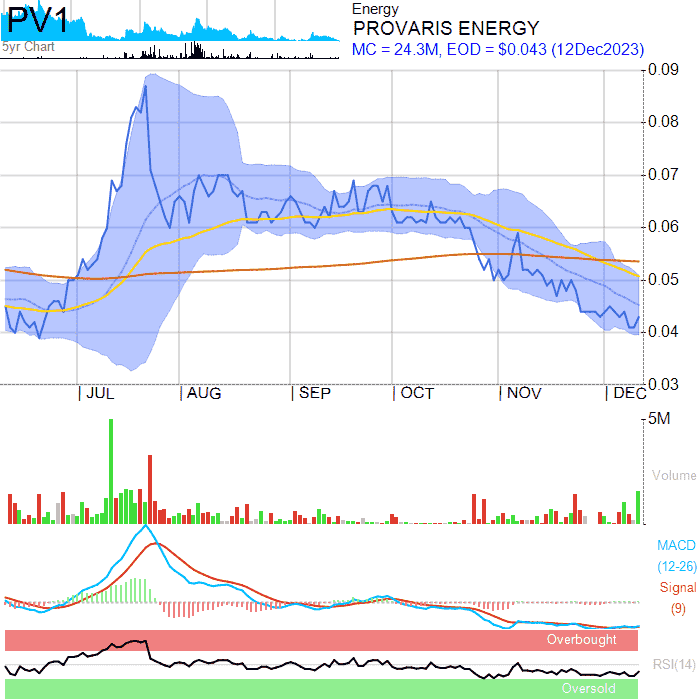 PV1
5yr Chart
Energy
PROVARIS ENERGY
MC = 24.3M, EOD = $0.043 (12Dec2023)
0.09
0.08
0.07
0.06
0.05
0.04
0.03
| JUL | AUG | SEP | OCT | NOV | DEC
5M
Volume
MACD
(12-26)
Signal
(9)
Overbought
RSI(14)
Oversold